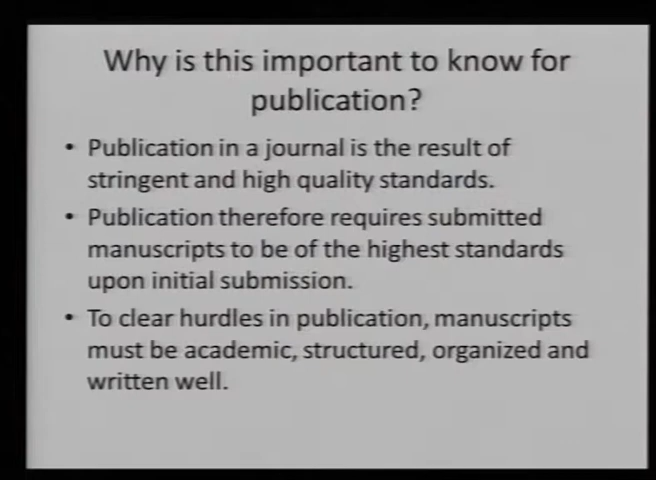 Why is this important to know for
publication?
• Publication in a journal is the result of
stringent and high quality standards.
• Publication therefore requires submitted
manuscripts to be of the highest standards
upon initial submission.
• To clear hurdles in publication, manuscripts
must be academic, structured, organized and
written well.